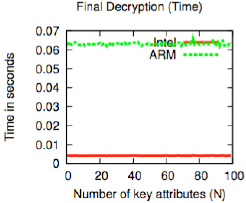 Final Decryption (Time)
0.07
0.06
0.05
0.04
0.03
0.02
0.01
0
Time in seconds
Intel
ARM
0 20 40 60 80 100
Number of key attributes (N)